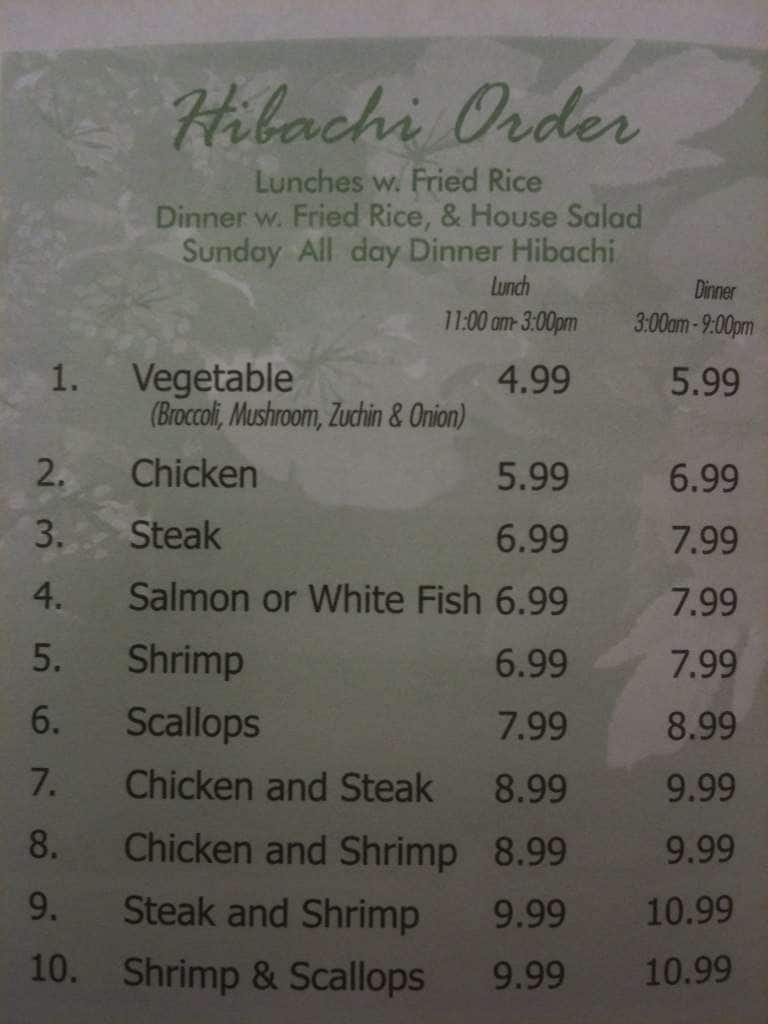 Hibachi Order
Lunches w. Fried Rice
Dinner w. Fried Rice, & House Salad
Sunday All day Dinner Hibachi
Lunch Dinner
11:00 am- 3:00pm 3:00am - 9:00pm
1. Vegetable 4.99 5.99
(Broccoli, Mushroom, Zuchin & Onion)
2. Chicken 5.99 6.99
3. Steak 6.99 7.99
4. Salmon or White Fish 6.99 7.99
5. Shrimp 6.99 7.99
6. Scallops 7.99 8.99
7. Chicken and Steak 8.99 9.99
8. Chicken and Shrimp 8.99 9.99
9. Steak and Shrimp 9.99 10.99
10. Shrimp & Scallops 9.99 10.99